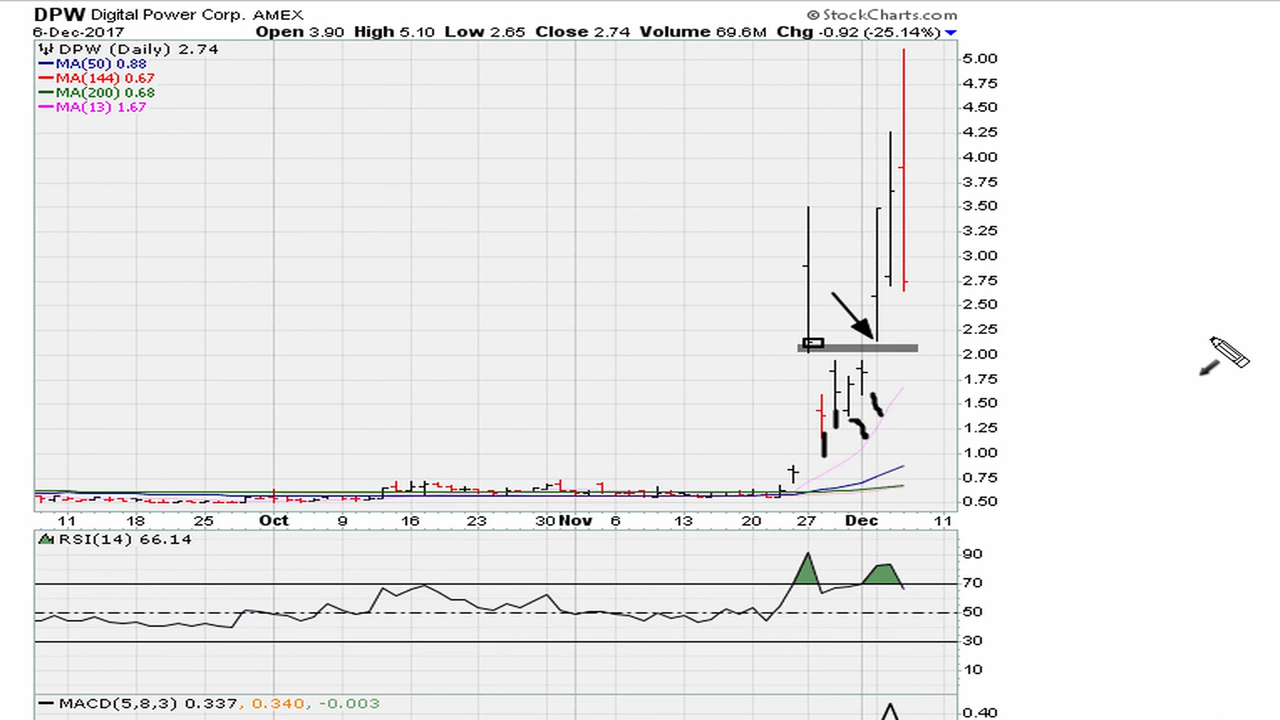 DPW Digital Power Corp. AMEX
© StockCharts.com
6-Dec-2017 Open 3.90 High 5.10 Low 2.65 Close 2.74 Volume 69.6M Chg -0.92 (-25.14%)
DPW (Daily) 2.74
MA(50) 0.88
MA(144) 0.67
MA(200) 0.68
MA(13) 1.67
5.00
4.75
4.50
4.25
4.00
3.75
3.50
3.25
3.00
2.75
2.50
2.25
2.00
1.75
1.50
1.25
1.00
0.75
0.50
11 18 25 Oct 9 16 23 30 Nov 6 13 20 27 Dec 11
RSI(14) 66.14
90
70
50
30
10
MACD(5,8,3) 0.337, 0.340, -0.003
0.40